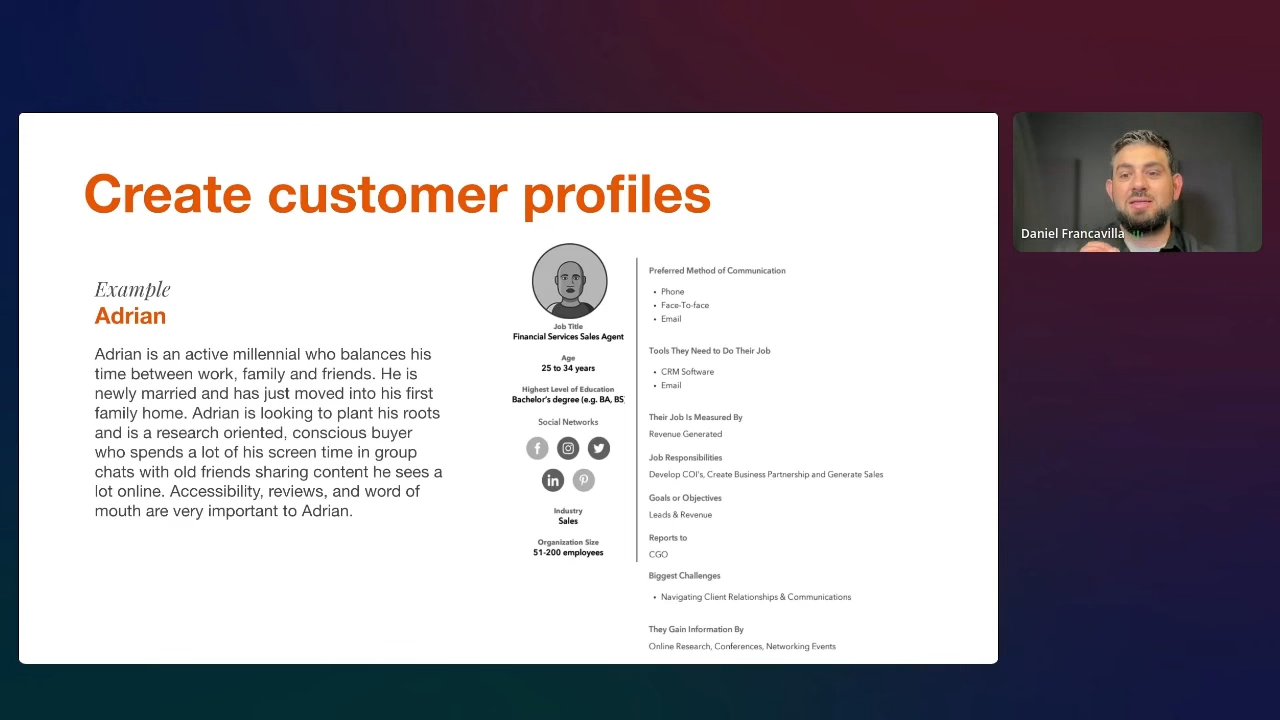 Create customer profiles
Example
Adrian
Adrian is an active millennial who balances his
time between work, family and friends. He is
newly married and has just moved into his first
family home. Adrian is looking to plant his roots
and is a research oriented, conscious buyer
who spends a lot of his screen time in group
chats with old friends sharing content he sees a
lot online. Accessibility, reviews, and word of
mouth are very important to Adrian.
Job Title
Financial Services Sales Agent
Age
25 to 34 years
Highest Level of Education
Bachelor's degree (e.g. BA, BS)
Social Networks
Industry
Sales
Organization Size
51-200 employees
Preferred Method of Communication
• Phone
• Face-To-face
• Email
Tools They Need to Do Their Job
• CRM Software
• Email
Their Job Is Measured By
Revenue Generated
Job Responsibilities
Develop COI's, Create Business Partnership and Generate Sales
Goals or Objectives
Leads & Revenue
Reports to
CGO
Biggest Challenges
• Navigating Client Relationships & Communications
They Gain Information By
Online Research, Conferences, Networking Events
Daniel Francavilla